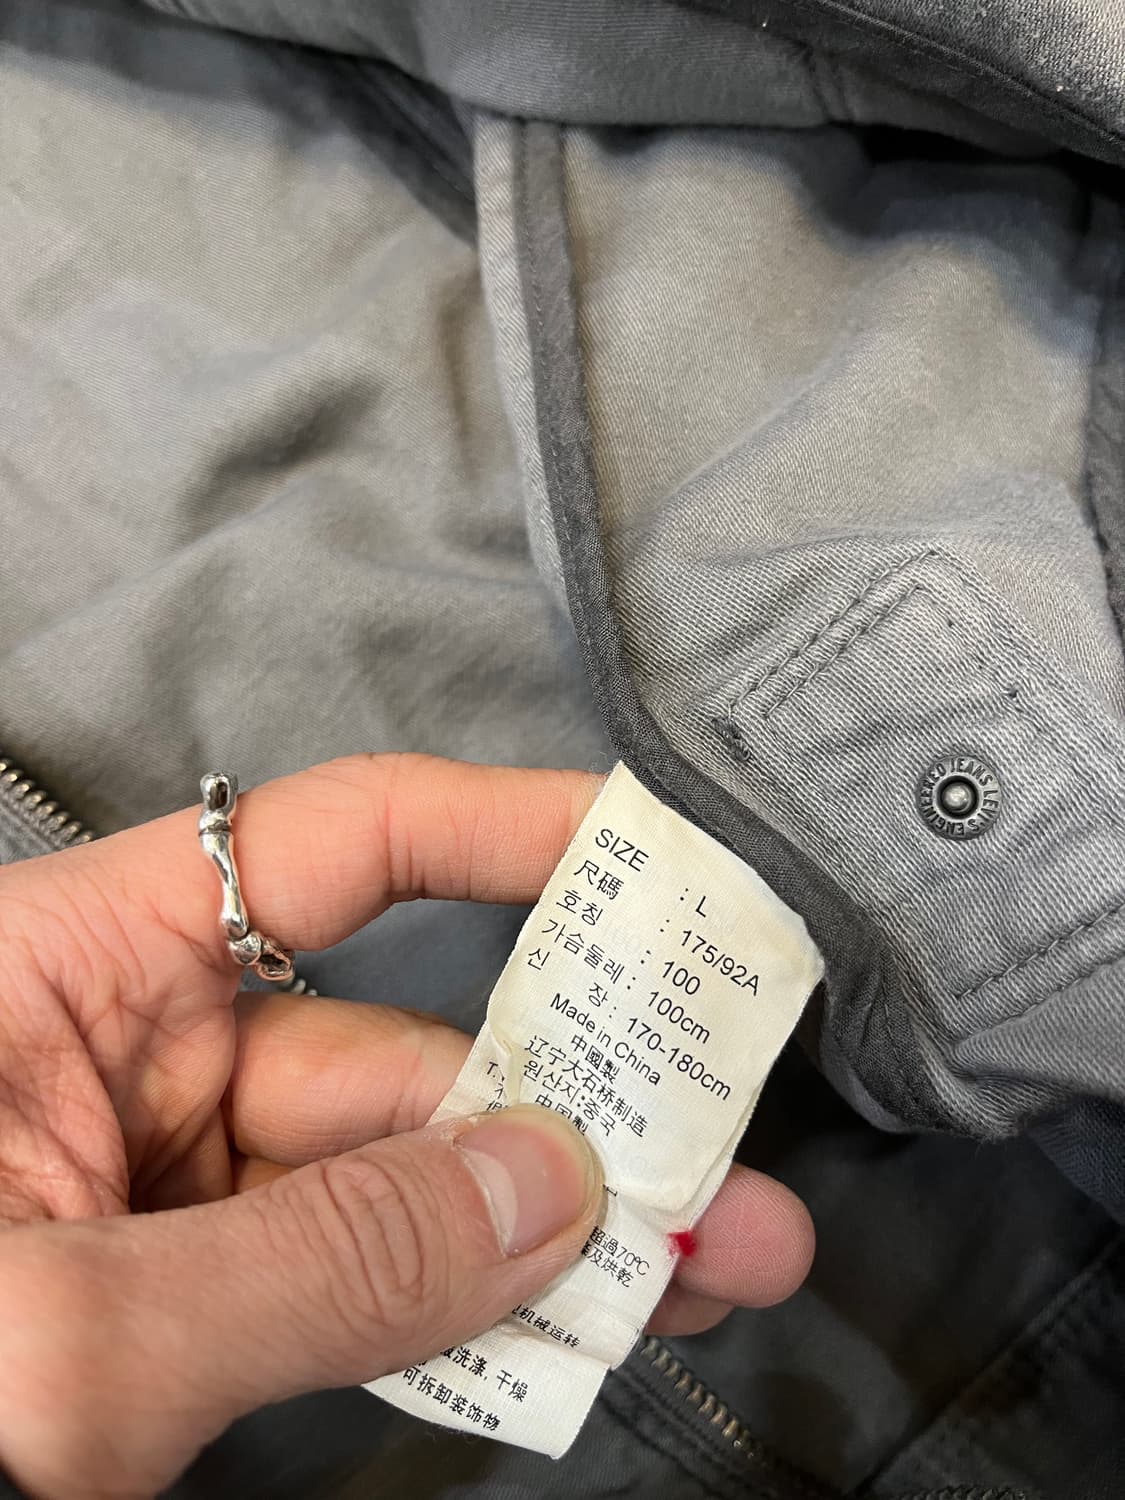 ENGINEERED JEANS LEVI'S
SIZE : L
尺碼 : 175/92A
호칭 : 100
가슴둘레 : 100cm
신장 : 170-180cm
Made in China
中國製
辽宁大石桥制造
원산지:중국
中国製
超過70℃
及烘乾
机械运转
洗涤, 干燥
可拆卸装饰物